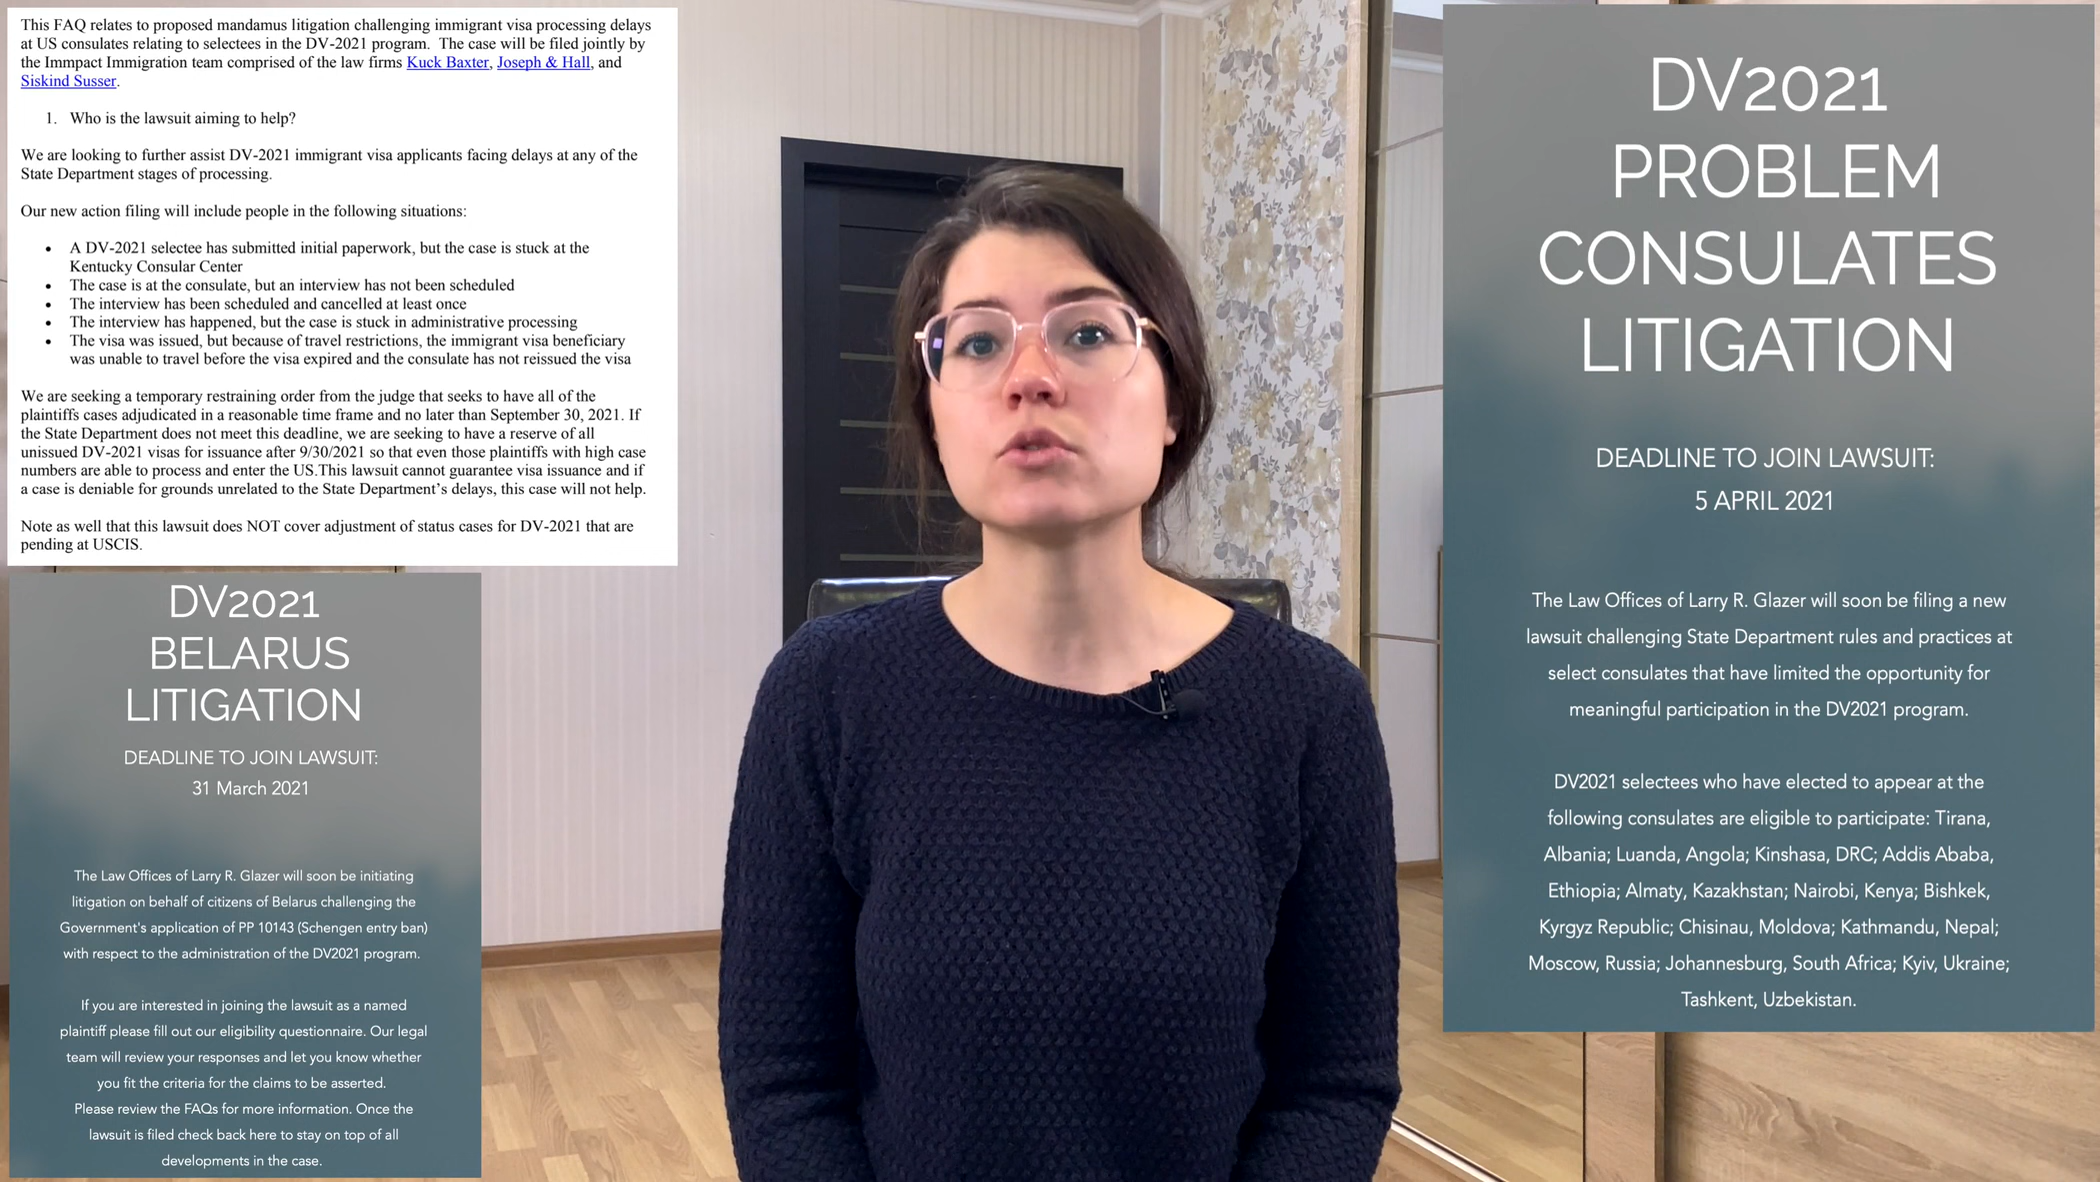 This FAQ relates to proposed mandamus litigation challenging immigrant visa processing delays
at US consulates relating to selectees in the DV-2021 program. The case will be filed jointly by
the Immpact Immigration team comprised of the law firms Kuck Baxter, Joseph & Hall, and
Siskind Susser.
1. Who is the lawsuit aiming to help?
We are looking to further assist DV-2021 immigrant visa applicants facing delays at any of the
State Department stages of processing.
Our new action filing will include people in the following situations:
• A DV-2021 selectee has submitted initial paperwork, but the case is stuck at the
Kentucky Consular Center
• The case is at the consulate, but an interview has not been scheduled
• The interview has been scheduled and cancelled at least once
• The interview has happened, but the case is stuck in administrative processing
• The visa was issued, but because of travel restrictions, the immigrant visa beneficiary
was unable to travel before the visa expired and the consulate has not reissued the visa
We are seeking a temporary restraining order from the judge that seeks to have all of the
plaintiffs cases adjudicated in a reasonable time frame and no later than September 30, 2021. If
the State Department does not meet this deadline, we are seeking to have a reserve of all
unissued DV-2021 visas for issuance after 9/30/2021 so that even those plaintiffs with high case
numbers are able to process and enter the US.This lawsuit cannot guarantee visa issuance and if
a case is deniable for grounds unrelated to the State Department's delays, this case will not help.
Note as well that this lawsuit does NOT cover adjustment of status cases for DV-2021 that are
pending at USCIS.
DV2021
BELARUS
LITIGATION
DEADLINE TO JOIN LAWSUIT:
31 March 2021
The Law Offices of Larry R. Glazer will soon be initiating
litigation on behalf of citizens of Belarus challenging the
Government's application of PP 10143 (Schengen entry ban)
with respect to the administration of the DV2021 program.
If you are interested in joining the lawsuit as a named
plaintiff please fill out our eligibility questionnaire. Our legal
team will review your responses and let you know whether
you fit the criteria for the claims to be asserted.
Please review the FAQs for more information. Once the
lawsuit is filed check back here to stay on top of all
developments in the case.
DV2021
PROBLEM
CONSULATES
LITIGATION
DEADLINE TO JOIN LAWSUIT:
5 APRIL 2021
The Law Offices of Larry R. Glazer will soon be filing a new
lawsuit challenging State Department rules and practices at
select consulates that have limited the opportunity for
meaningful participation in the DV2021 program.
DV2021 selectees who have elected to appear at the
following consulates are eligible to participate: Tirana,
Albania; Luanda, Angola; Kinshasa, DRC; Addis Ababa,
Ethiopia; Almaty, Kazakhstan; Nairobi, Kenya; Bishkek,
Kyrgyz Republic; Chisinau, Moldova; Kathmandu, Nepal;
Moscow, Russia; Johannesburg, South Africa; Kyiv, Ukraine;
Tashkent, Uzbekistan.